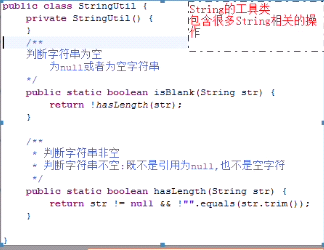 public class StringUtil {
String的工具类
包含很多String相关的操
作
private StringUtil() {
}
/**
判断字符串为空
为null或者为空字符串
*/
public static boolean isBlank(String str) {
return !hasLength(str);
}
/**
* 判断字符串非空
* 判断字符串不空:既不是引用为null,也不是空字符
*/
public static boolean hasLength(String str) {
return str != null && !"".equals(str.trim());
}
}